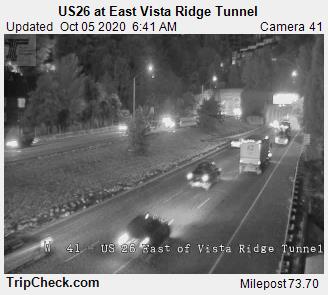 US26 at East Vista Ridge Tunnel
Updated Oct 05 2020 6:41 AM Camera 41
W 41 - US 26 East of Vista Ridge Tunnel
TripCheck.com Milepost 73.70